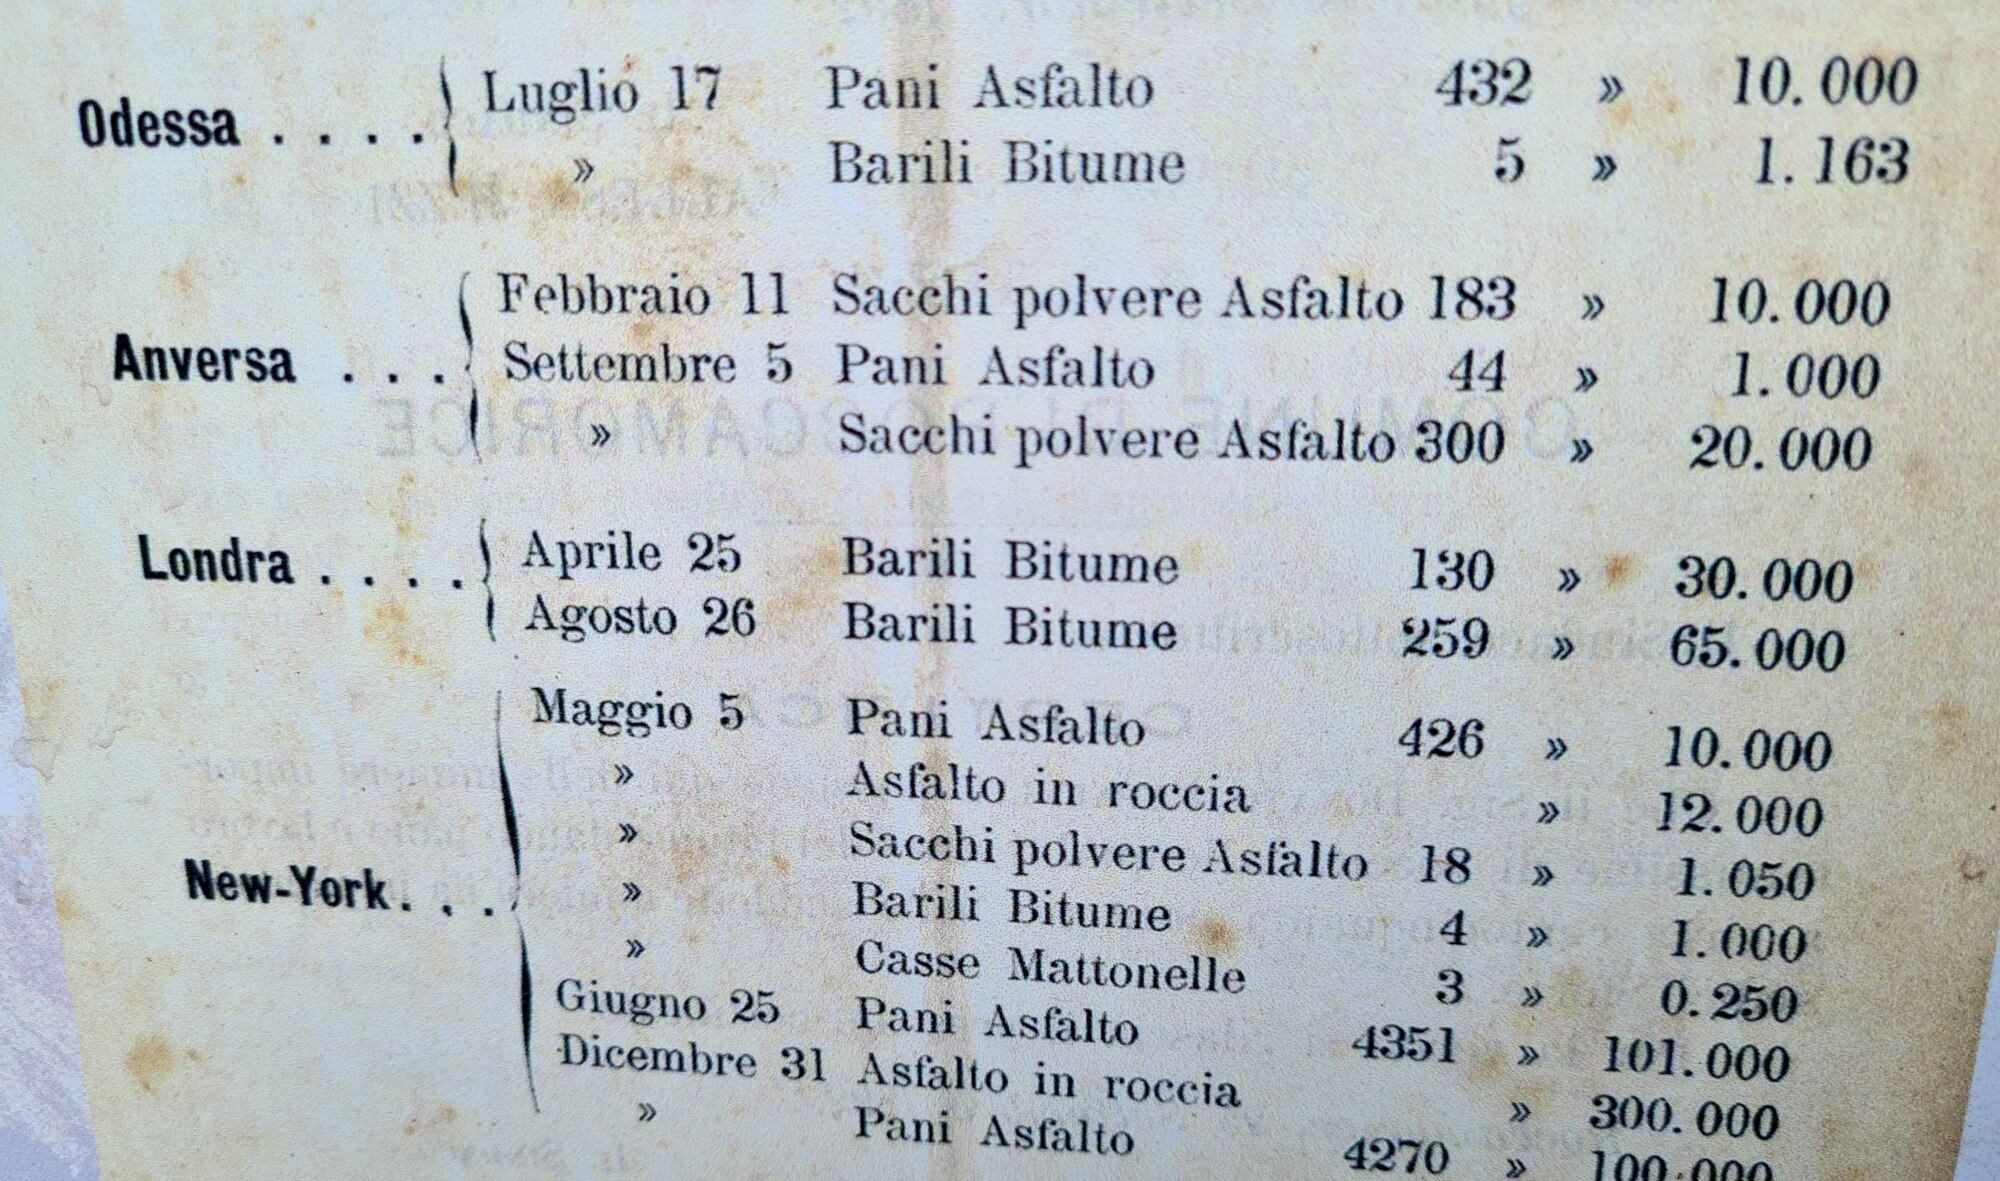 Odessa . . . . Luglio 17 Pani Asfalto 432 » 10.000
» Barili Bitume 5 » 1.163
Anversa . . . Febbraio 11 Sacchi polvere Asfalto 183 » 10.000
Settembre 5 Pani Asfalto 44 » 1.000
» Sacchi polvere Asfalto 300 » 20.000
Londra . . . . Aprile 25 Barili Bitume 130 » 30.000
Agosto 26 Barili Bitume 259 » 65.000
New-York. . . Maggio 5 Pani Asfalto 426 » 10.000
» Asfalto in roccia » 12.000
» Sacchi polvere Asfalto 18 » 1.050
» Barili Bitume 4 » 1.000
» Casse Mattonelle 3 » 0.250
Giugno 25 Pani Asfalto 4351 » 101.000
Dicembre 31 Asfalto in roccia » 300.000
» Pani Asfalto 4270 » 100.000